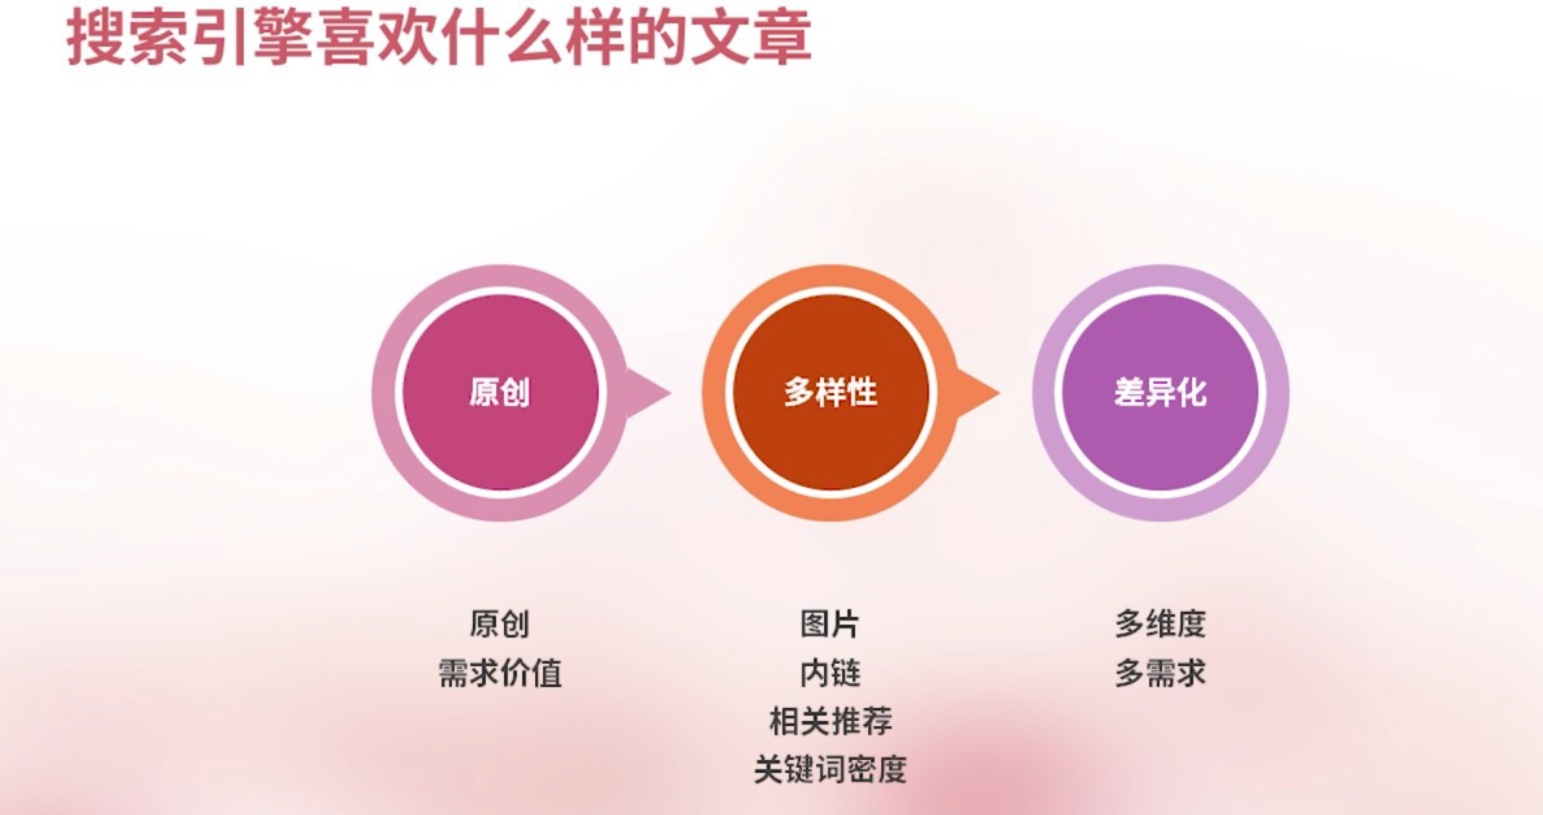 搜索引擎喜欢什么样的文章
原创
多样性
差异化
原创
需求价值
图片
内链
相关推荐
关键词密度
多维度
多需求